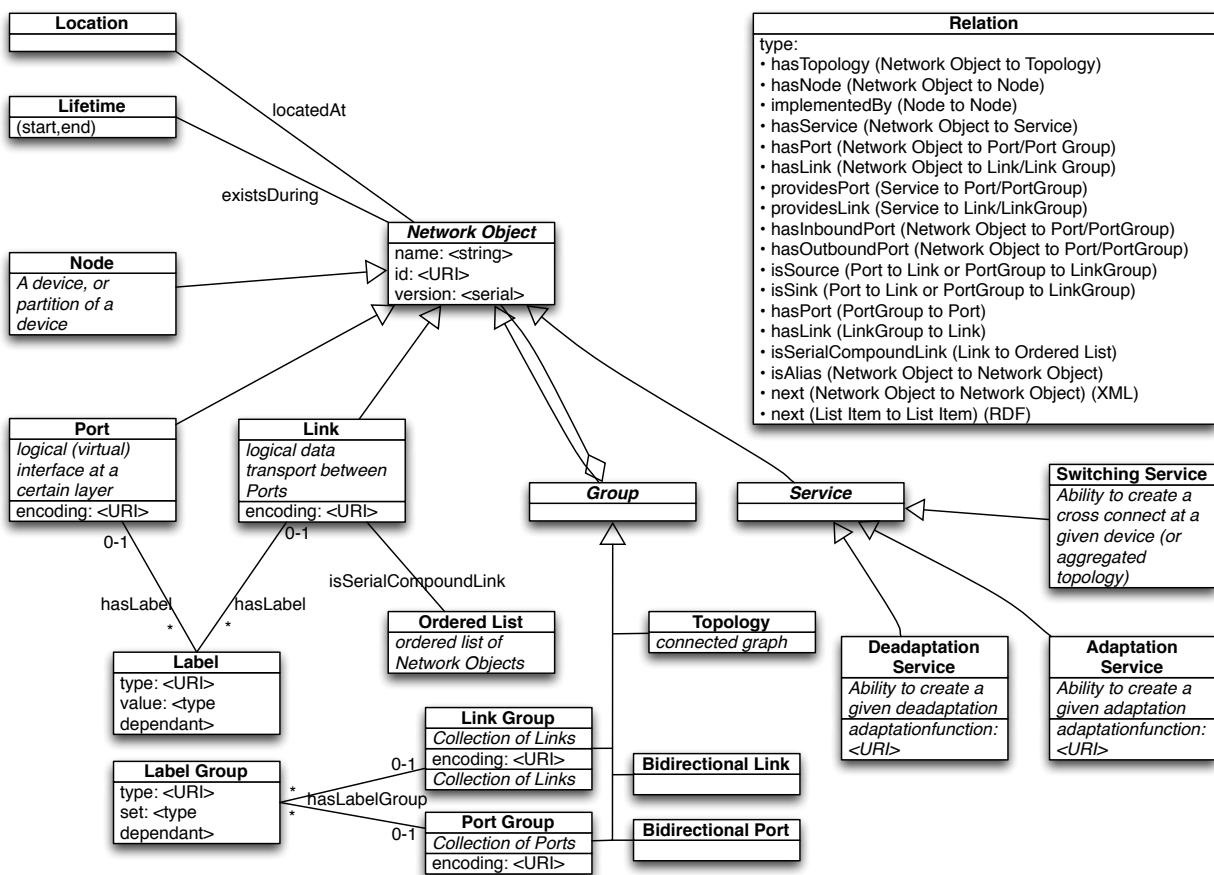 Location
Lifetime
(start,end)
locatedAt
existsDuring
Network Object
name: <string>
id: <URI>
version: <serial>
Node
A device, or
partition of a
device
Relation
type:
• hasTopology (Network Object to Topology)
• hasNode (Network Object to Node)
• implementedBy (Node to Node)
• hasService (Network Object to Service)
• hasPort (Network Object to Port/Port Group)
• hasLink (Network Object to Link/Link Group)
• providesPort (Service to Port/PortGroup)
• providesLink (Service to Link/LinkGroup)
• hasInboundPort (Network Object to Port/PortGroup)
• hasOutboundPort (Network Object to Port/PortGroup)
• isSource (Port to Link or PortGroup to LinkGroup)
• isSink (Port to Link or PortGroup to LinkGroup)
• hasPort (PortGroup to Port)
• hasLink (LinkGroup to Link)
• isSerialCompoundLink (Link to Ordered List)
• isAlias (Network Object to Network Object)
• next (Network Object to Network Object) (XML)
• next (List Item to List Item) (RDF)
Port
logical (virtual)
interface at a
certain layer
encoding: <URI>
Link
logical data
transport between
Ports
encoding: <URI>
Group
Service
Switching Service
Ability to create a
cross connect at a
given device (or
aggregated
topology)
0-1
0-1
hasLabel
hasLabel
*
*
isSerialCompoundLink
Ordered List
ordered list of
Network Objects
Topology
connected graph
Deadaptation
Service
Ability to create a
given deadaptation
adaptationfunction:
<URI>
Adaptation
Service
Ability to create a
given adaptation
adaptationfunction:
<URI>
Label
type: <URI>
value: <type
dependant>
Label Group
type: <URI>
set: <type
dependant>
*
*
hasLabelGroup
0-1
0-1
Link Group
Collection of Links
encoding: <URI>
Collection of Links
Port Group
Collection of Ports
encoding: <URI>
Bidirectional Link
Bidirectional Port